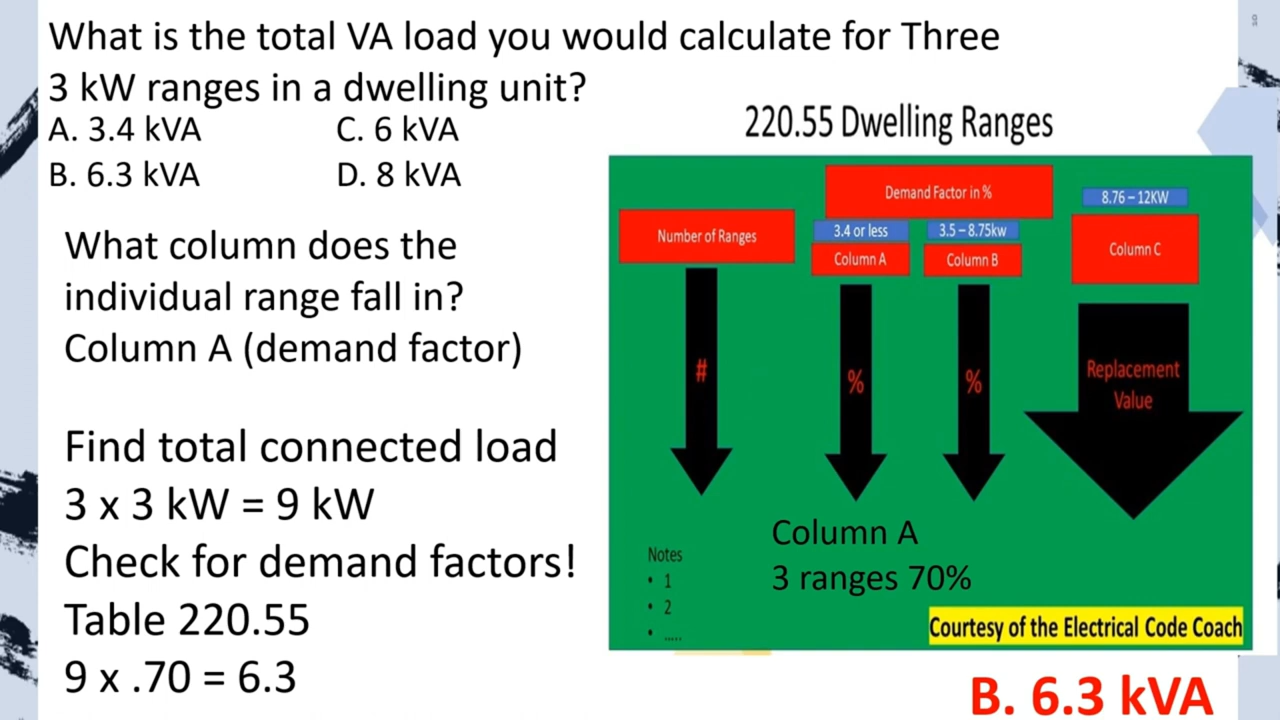 What is the total VA load you would calculate for Three
3 kW ranges in a dwelling unit?
A. 3.4 kVA
C. 6 kVA
B. 6.3 kVA
D. 8 kVA
What column does the
individual range fall in?
Column A (demand factor)
Find total connected load
3 x 3 kW = 9 kW
Check for demand factors!
Table 220.55
9 x .70 = 6.3
220.55 Dwelling Ranges
Number of Ranges
Demand Factor in %
3.4 or less
3.5 – 8.75kw
8.76 – 12KW
Column A
Column B
Column C
#
%
%
Replacement
Value
Notes
• 1
• 2
• .....
Column A
3 ranges 70%
Courtesy of the Electrical Code Coach
B. 6.3 kVA